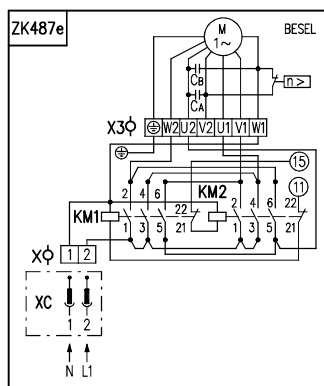 ZK487e
M
1~
BESEL
CB
CA
n>
X3
W2 U2 V2 U1 V1 W1
15
2 4 6
KM2
11
KM1
22
2 4 6 22
1 3 5 21
1 3 5 21
X
1 2
XC
1 2
N L1